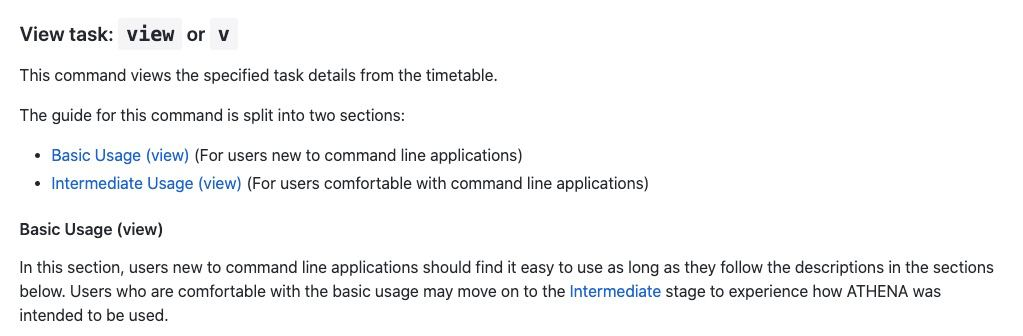 View task: view or v
This command views the specified task details from the timetable.
The guide for this command is split into two sections:
• Basic Usage (view) (For users new to command line applications)
• Intermediate Usage (view) (For users comfortable with command line applications)
Basic Usage (view)
In this section, users new to command line applications should find it easy to use as long as they follow the descriptions in the sections
below. Users who are comfortable with the basic usage may move on to the Intermediate stage to experience how ATHENA was
intended to be used.